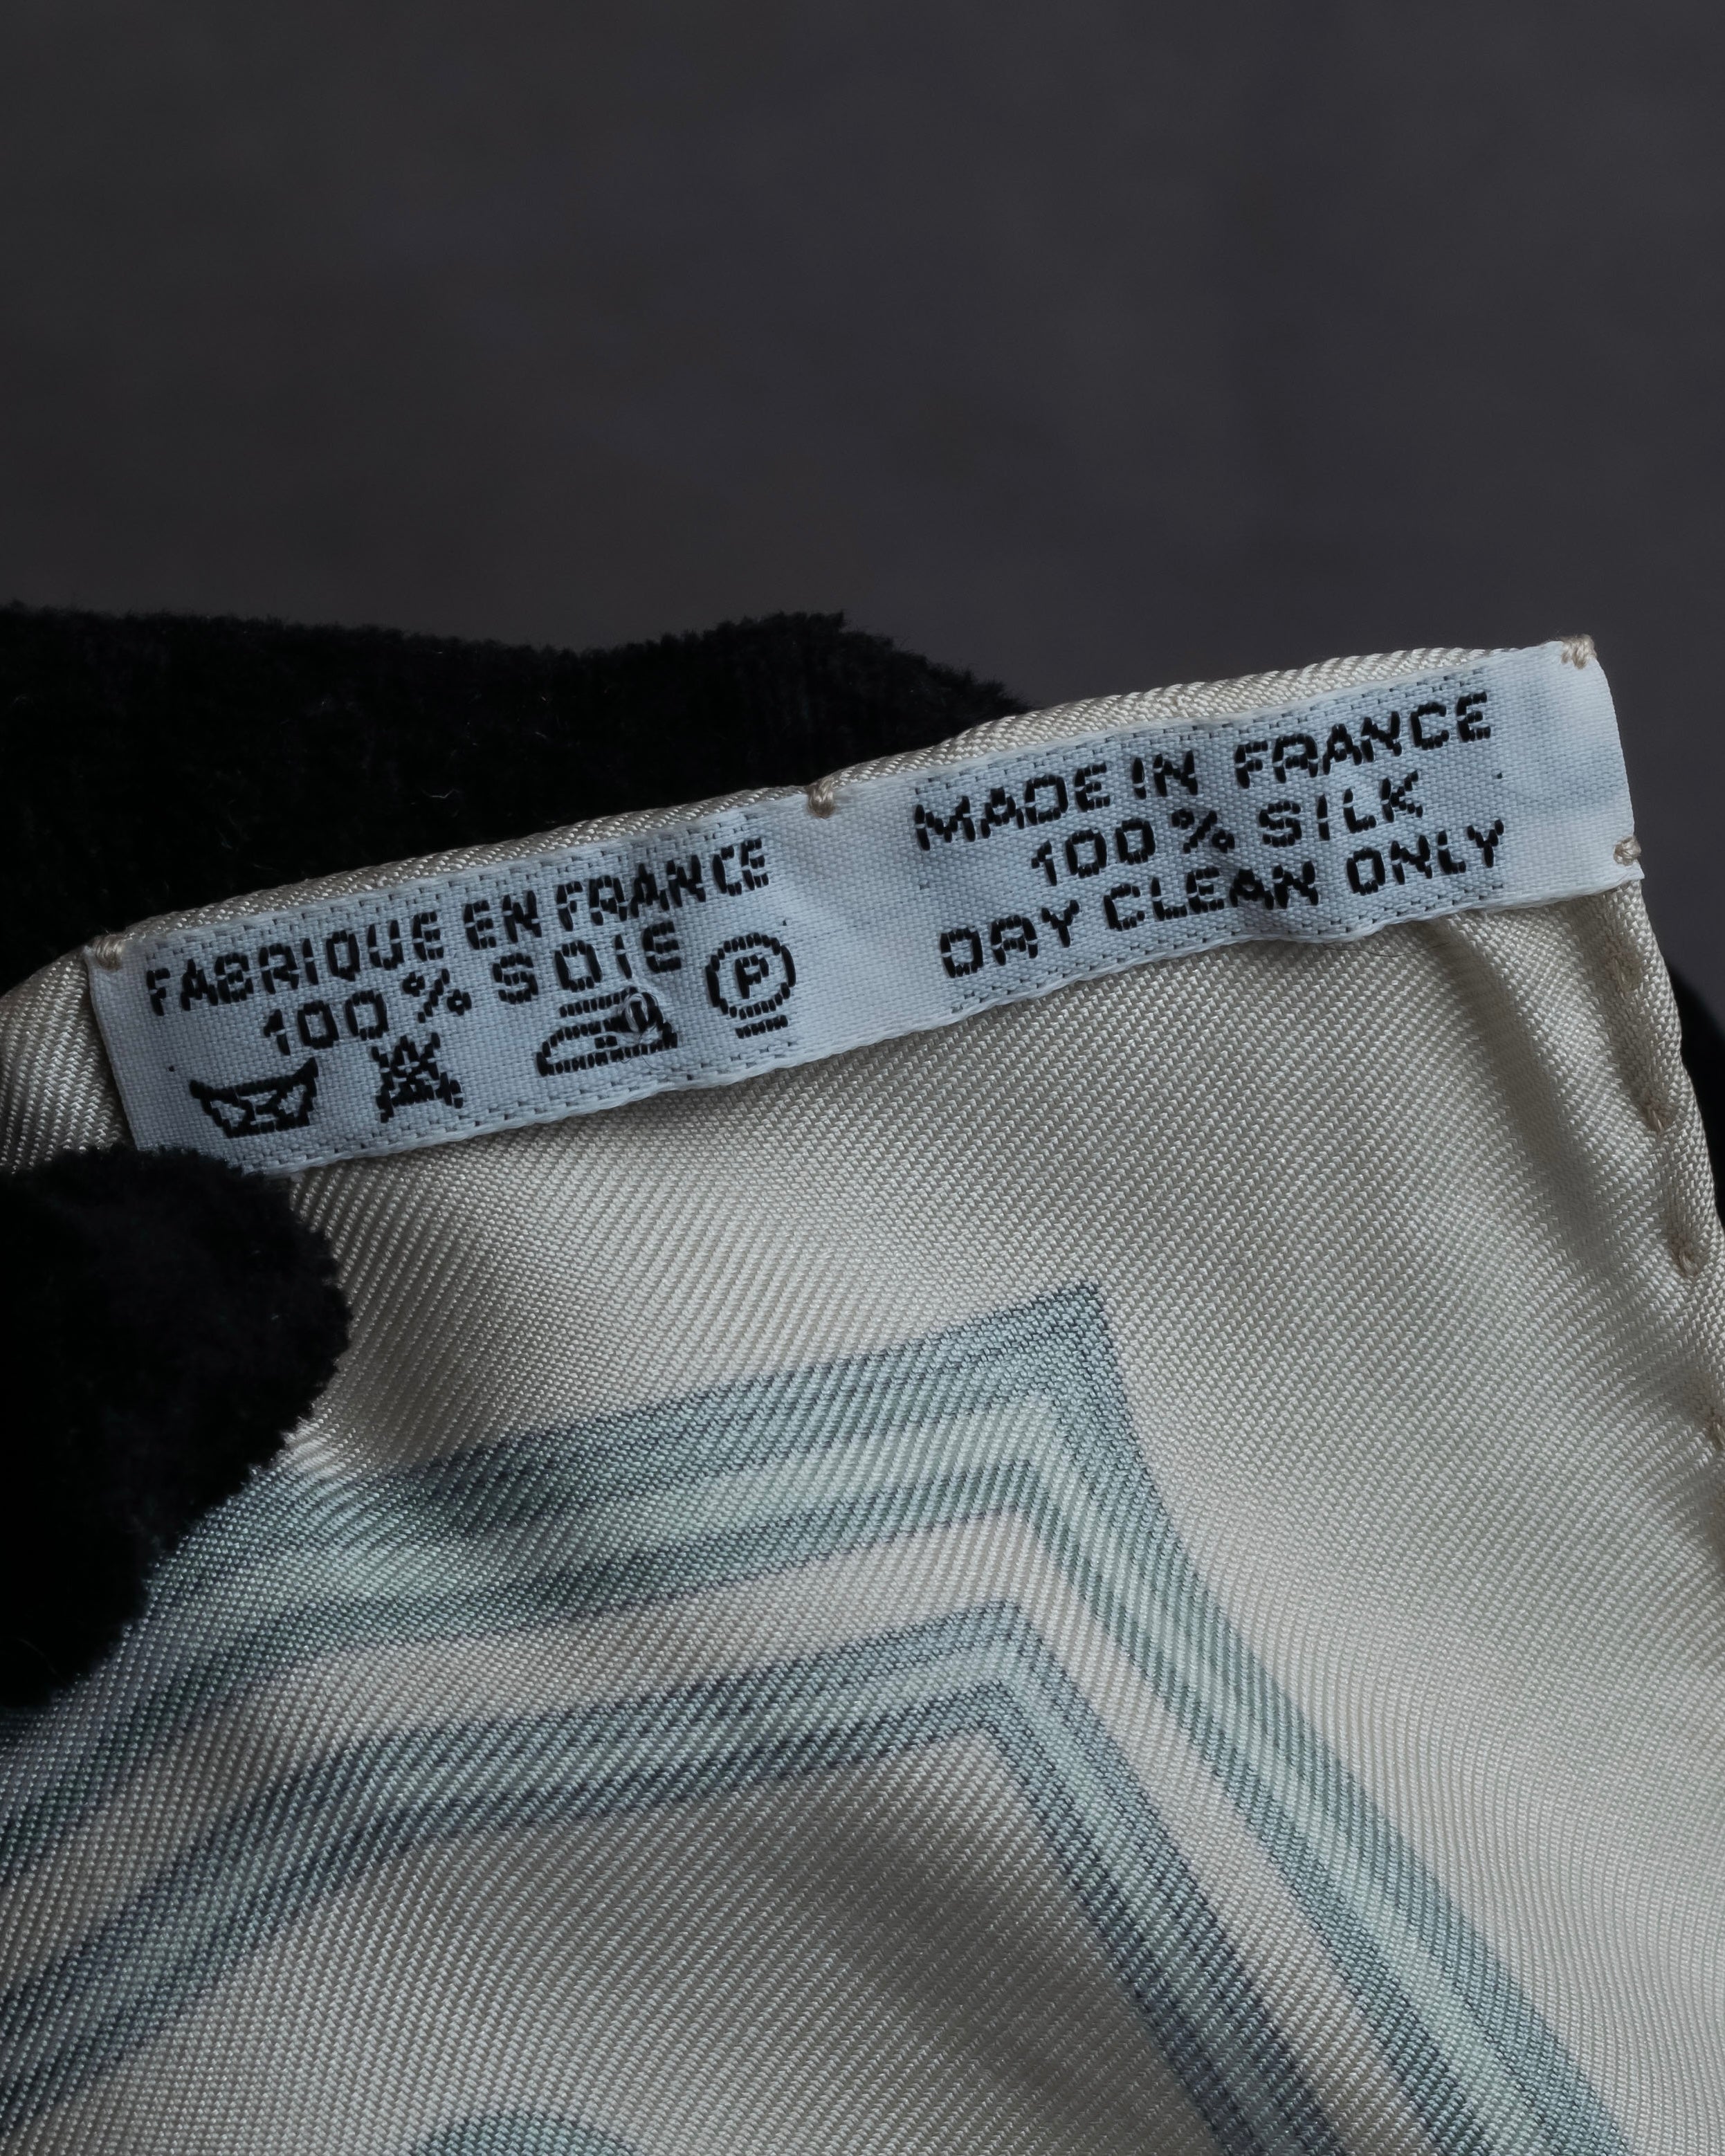 FABRIQUE EN FRANCE
100% SOIE
P
MADE IN FRANCE
100% SILK
DRY CLEAN ONLY